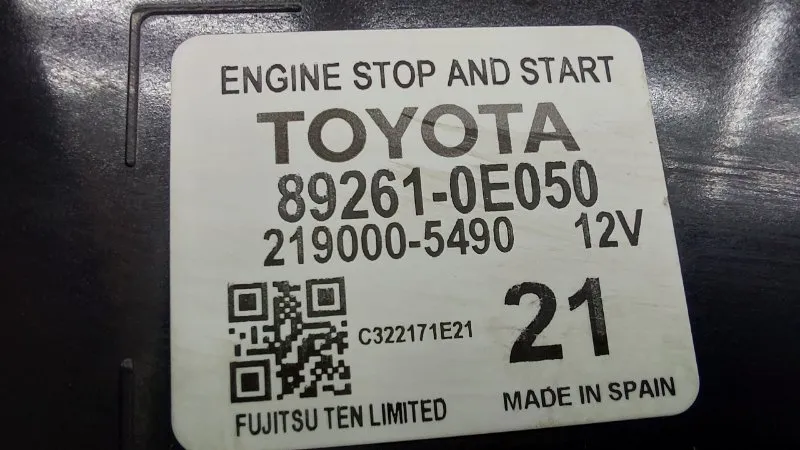 ENGINE STOP AND START
TOYOTA
89261-0E050
219000-5490 12V
C322171E21 21
FUJITSU TEN LIMITED MADE IN SPAIN